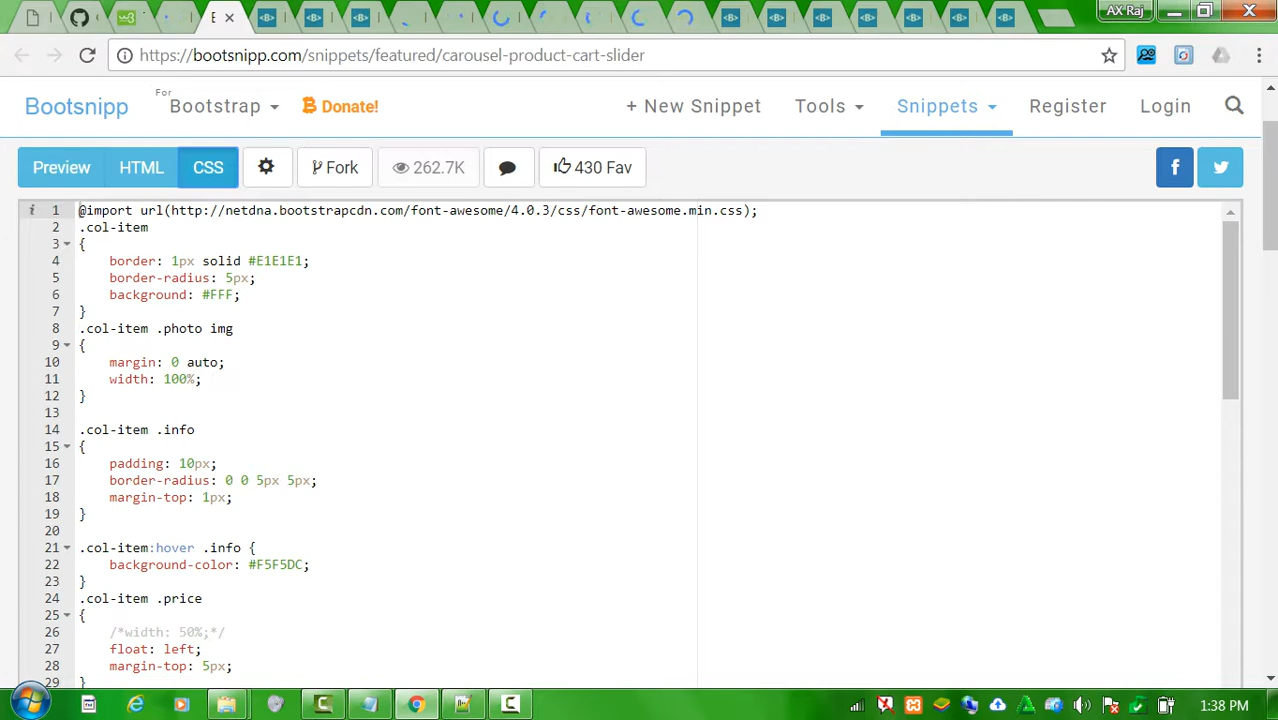 AX Raj
https://bootsnipp.com/snippets/featured/carousel-product-cart-slider
Bootsnipp
For
Bootstrap
Donate!
+ New Snippet
Tools
Snippets
Register
Login
Preview
HTML
CSS
Fork
262.7K
430 Fav
1 @import url(http://netdna.bootstrapcdn.com/font-awesome/4.0.3/css/font-awesome.min.css);
2 .col-item
3 {
4 border: 1px solid #E1E1E1;
5 border-radius: 5px;
6 background: #FFF;
7 }
8 .col-item .photo img
9 {
10 margin: 0 auto;
11 width: 100%;
12 }
13
14 .col-item .info
15 {
16 padding: 10px;
17 border-radius: 0 0 5px 5px;
18 margin-top: 1px;
19 }
20
21 .col-item:hover .info {
22 background-color: #F5F5DC;
23 }
24 .col-item .price
25 {
26 /*width: 50%;*/
27 float: left;
28 margin-top: 5px;
29 }
1:38 PM